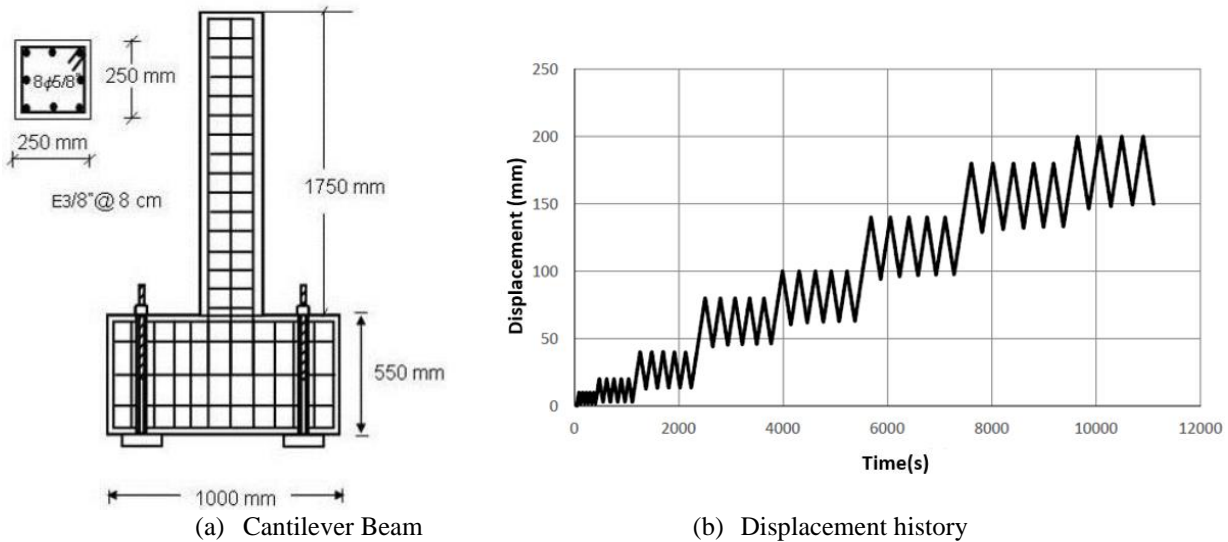 8ϕ5/8"
250 mm
250 mm
E3/8"@ 8 cm
1750 mm
550 mm
1000 mm
(a) Cantilever Beam
Displacement (mm)
250
200
150
100
50
0
0 2000 4000 6000 8000 10000 12000
Time(s)
(b) Displacement history